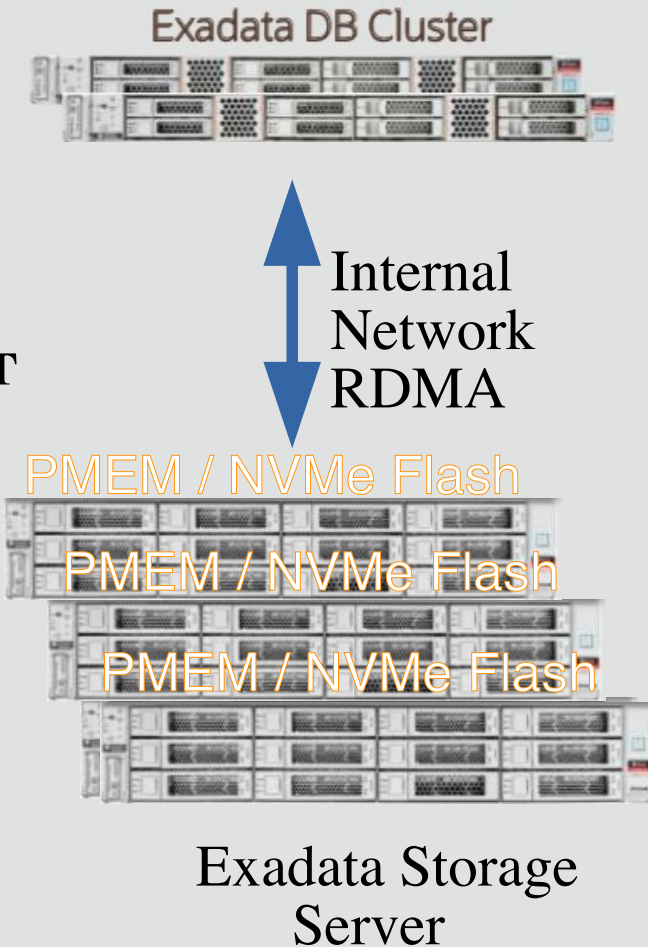 Exadata DB Cluster
Internal
Network
RDMA
T
PMEM / NVMe Flash
PMEM / NVMe Flash
PMEM / NVMe Flash
Exadata Storage
Server